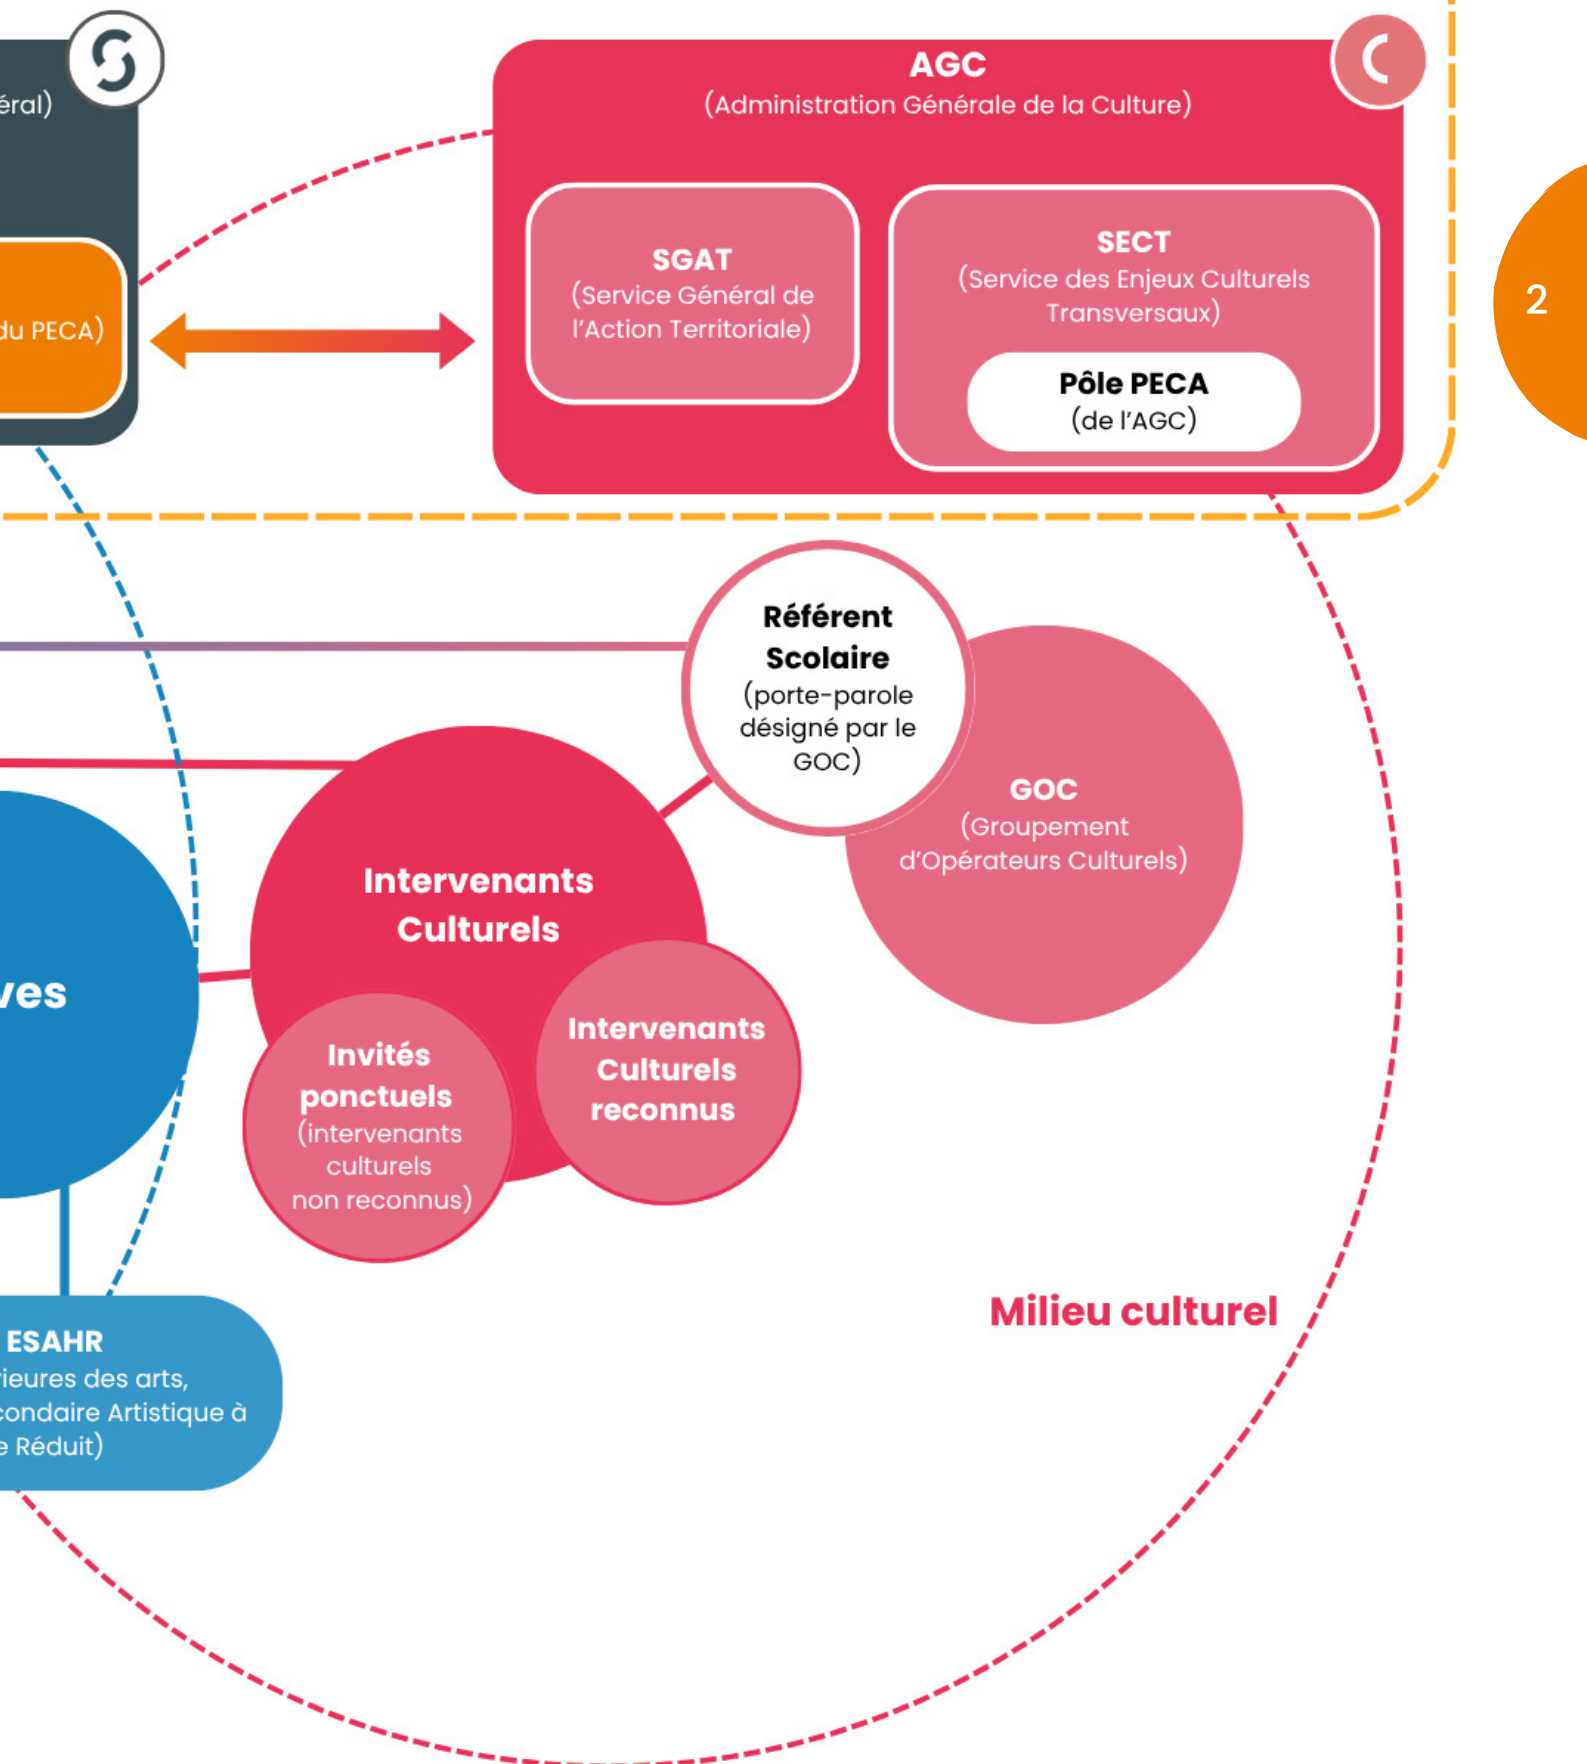 éral)
du PECA)
AGC
(Administration Générale de la Culture)
SGAT
(Service Général de
l'Action Territoriale)
SECT
(Service des Enjeux Culturels
Transversaux)
Pôle PECA
(de l'AGC)
2
Référent
Scolaire
(porte-parole
désigné par le
GOC)
GOC
(Groupement
d'Opérateurs Culturels)
Intervenants
Culturels
ves
Intervenants
Culturels
reconnus
Invités
ponctuels
(intervenants
culturels
non reconnus)
Milieu culturel
ESAHR
rieures des arts,
condaire Artistique à
e Réduit)